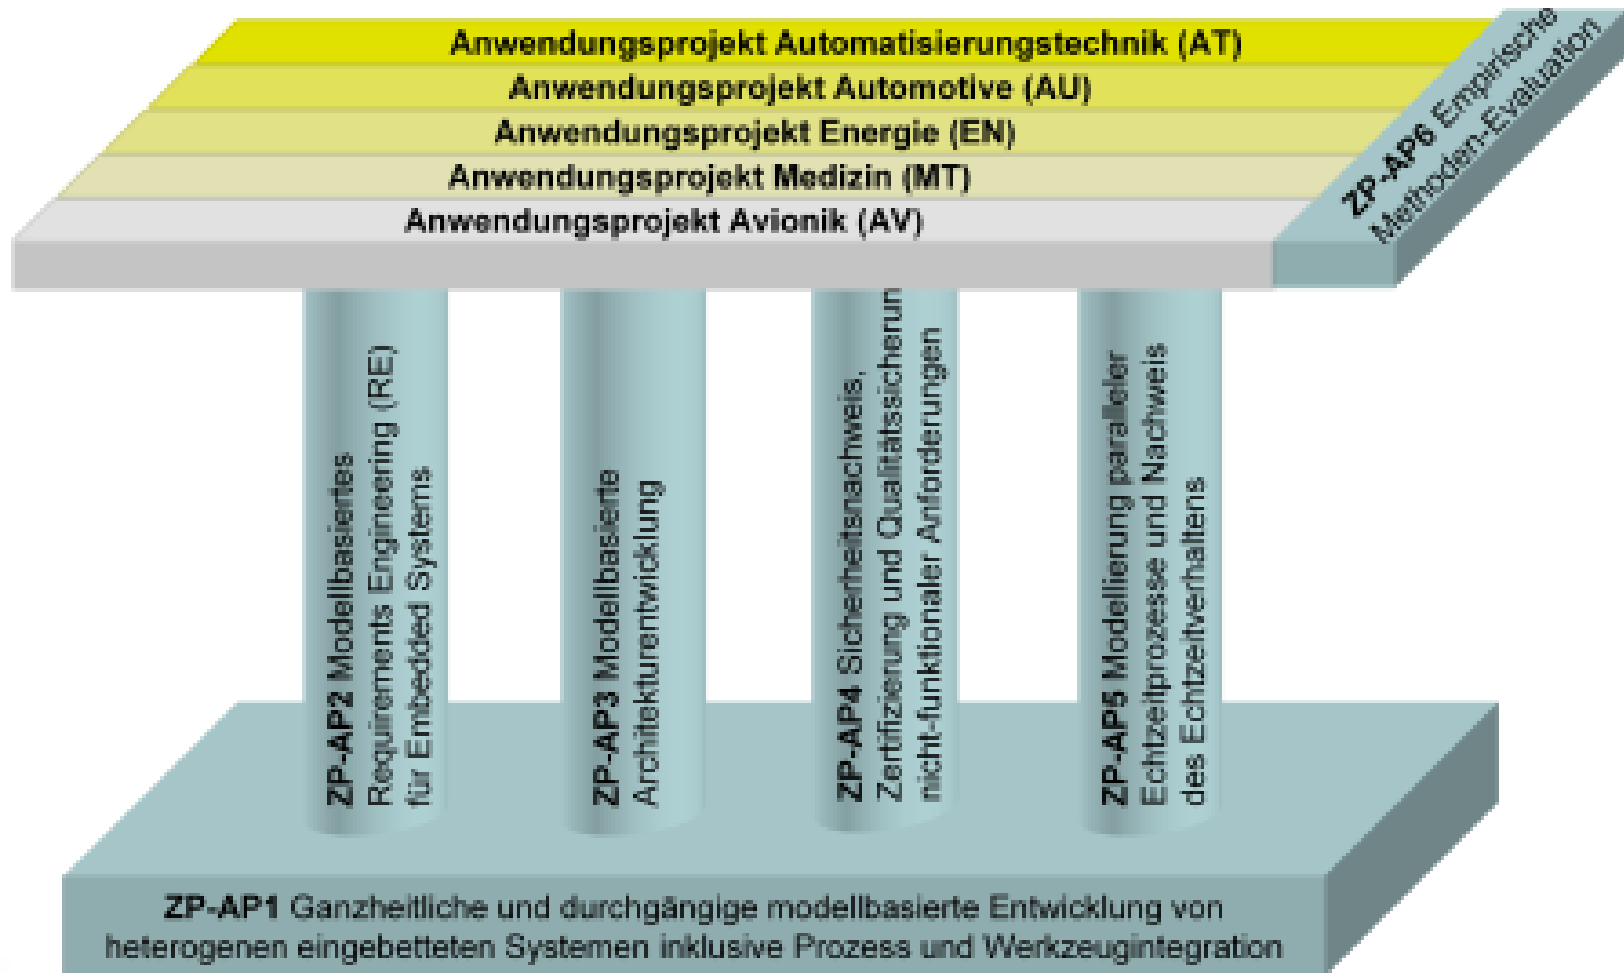 Anwendungsprojekt Automatisierungstechnik (AT)
Anwendungsprojekt Automotive (AU)
Anwendungsprojekt Energie (EN)
Anwendungsprojekt Medizin (MT)
Anwendungsprojekt Avionik (AV)
ZP-AP6 Empirische
Methoden-Evaluation
ZP-AP2 Modellbasiertes
Requirements Engineering (RE)
für Embedded Systems
ZP-AP3 Modellbasierte
Architekturentwicklung
ZP-AP4 Sicherheitsnachweis,
Zertifizierung und Qualitätssicherun
nicht-funktionaler Anforderungen
ZP-AP5 Modellierung paralleler
Echtzeitprozesse und Nachweis
des Echtzeitverhaltens
ZP-AP1 Ganzheitliche und durchgängige modellbasierte Entwicklung von
heterogenen eingebetteten Systemen inklusive Prozess und Werkzeugintegration